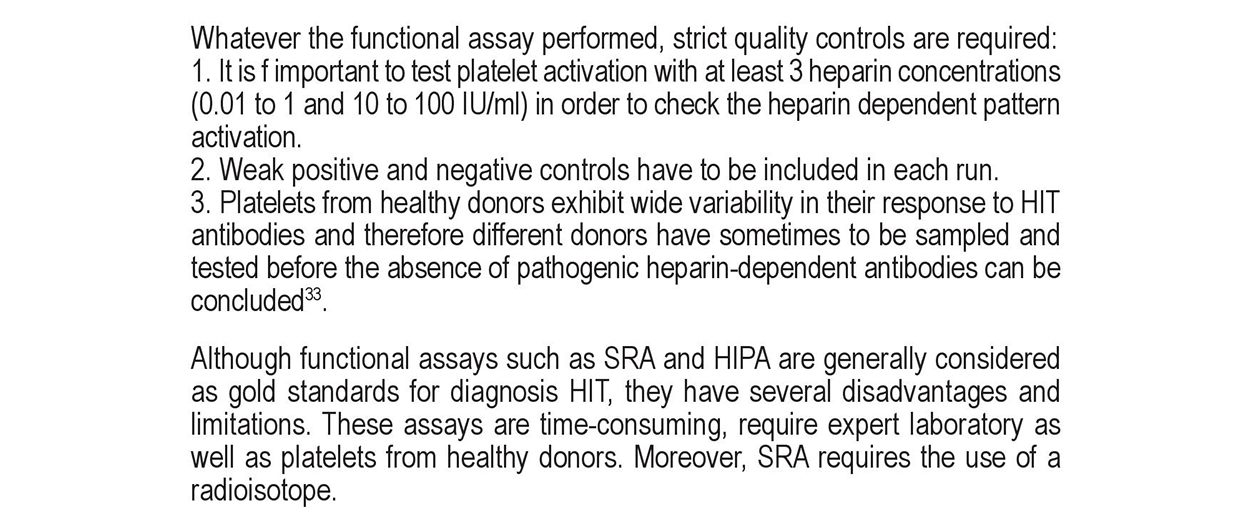 Whatever the functional assay performed, strict quality controls are required:
1. It is f important to test platelet activation with at least 3 heparin concentrations
(0.01 to 1 and 10 to 100 IU/ml) in order to check the heparin dependent pattern
activation.
2. Weak positive and negative controls have to be included in each run.
3. Platelets from healthy donors exhibit wide variability in their response to HIT
antibodies and therefore different donors have sometimes to be sampled and
tested before the absence of pathogenic heparin-dependent antibodies can be
concluded³³.
Although functional assays such as SRA and HIPA are generally considered
as gold standards for diagnosis HIT, they have several disadvantages and
limitations. These assays are time-consuming, require expert laboratory as
well as platelets from healthy donors. Moreover, SRA requires the use of a
radioisotope.